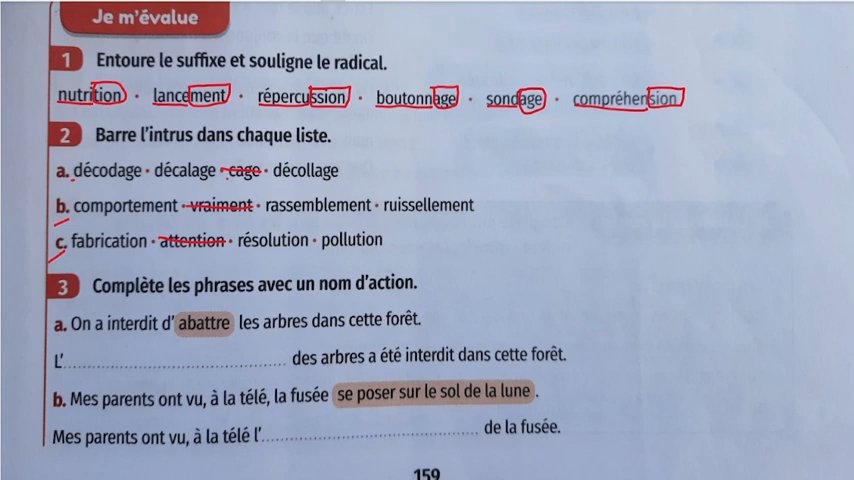 Je m'évalue
1 Entoure le suffixe et souligne le radical.
nutrition • lancement • répercussion • boutonnage • sondage • compréhension
2 Barre l'intrus dans chaque liste.
a. décodage • décalage • cage • décollage
b. comportement • vraiment • rassemblement • ruissellement
c. fabrication • attention • résolution • pollution
3 Complète les phrases avec un nom d'action.
a. On a interdit d'abattre les arbres dans cette forêt.
L'........................................ des arbres a été interdit dans cette forêt.
b. Mes parents ont vu, à la télé, la fusée se poser sur le sol de la lune.
Mes parents ont vu, à la télé l'........................................ de la fusée.
159